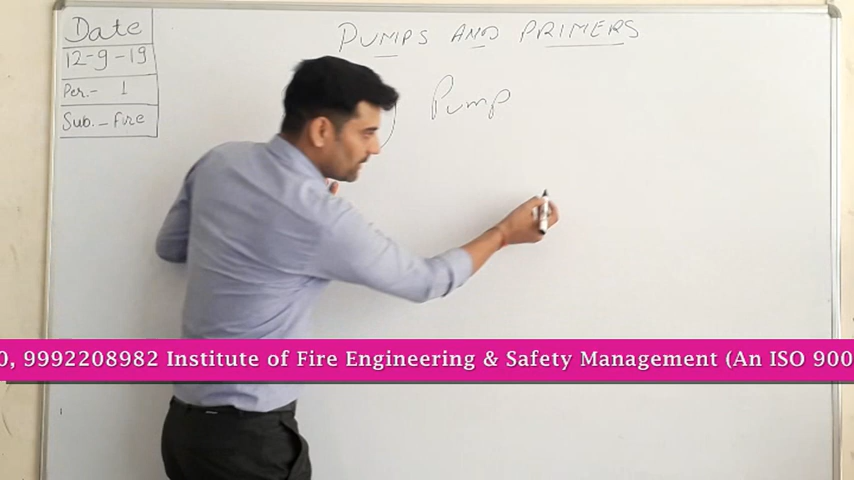 Date
12-9-19
Per.- 1
Sub.- Fire
PUMPS AND PRIMERS
Pump
0, 9992208982 Institute of Fire Engineering & Safety Management (An ISO 900